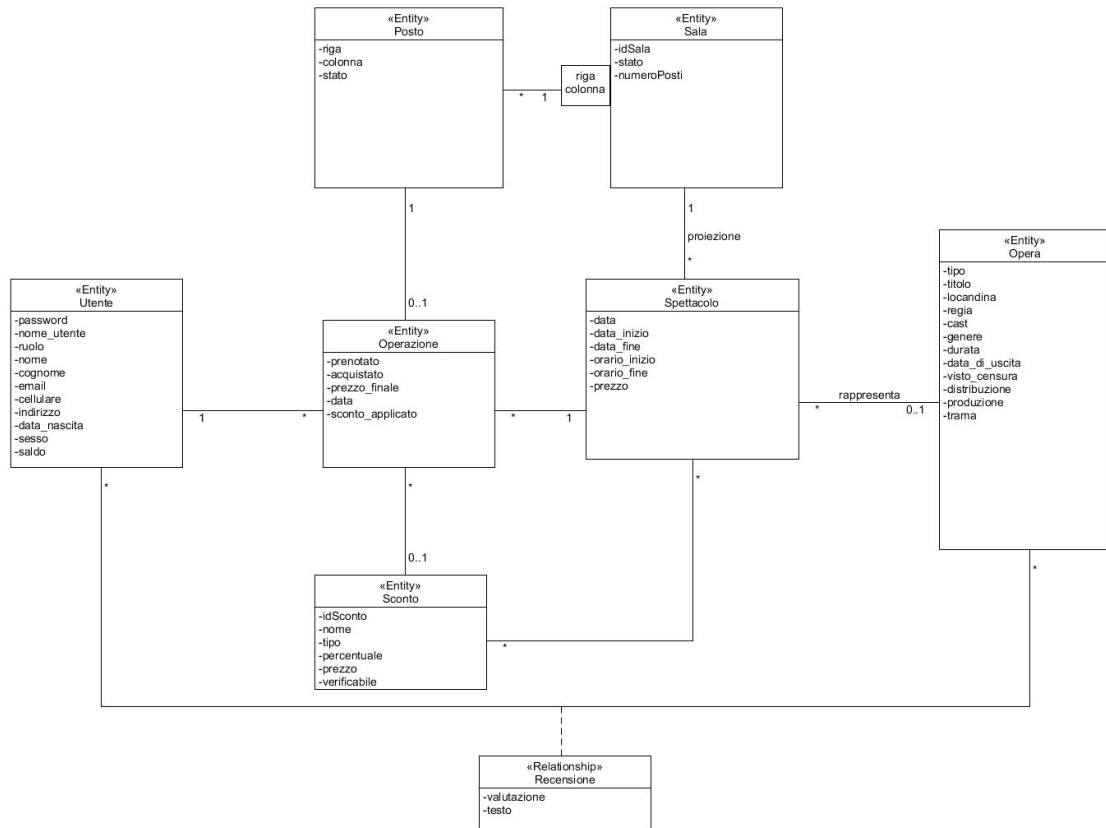 «Entity»
Posto
-riga
-colonna
-stato
«Entity»
Sala
-idSala
-stato
-numeroPosti
riga
colonna
*
1
1
0..1
1
proiezione
*
«Entity»
Utente
-password
-nome_utente
-ruolo
-nome
-cognome
-email
-cellulare
-indirizzo
-data_nascita
-sesso
-saldo
«Entity»
Operazione
-prenotato
-acquistato
-prezzo_finale
-data
-sconto_applicato
«Entity»
Spettacolo
-data
-data_inizio
-data_fine
-orario_inizio
-orario_fine
-prezzo
«Entity»
Opera
-tipo
-titolo
-locandina
-regia
-cast
-genere
-durata
-data_di_uscita
-visto_censura
-distribuzione
-produzione
-trama
1
*
*
1
rappresenta
*
0..1
*
*
0..1
*
*
*
«Entity»
Sconto
-idSconto
-nome
-tipo
-percentuale
-prezzo
-verificabile
«Relationship»
Recensione
-valutazione
-testo